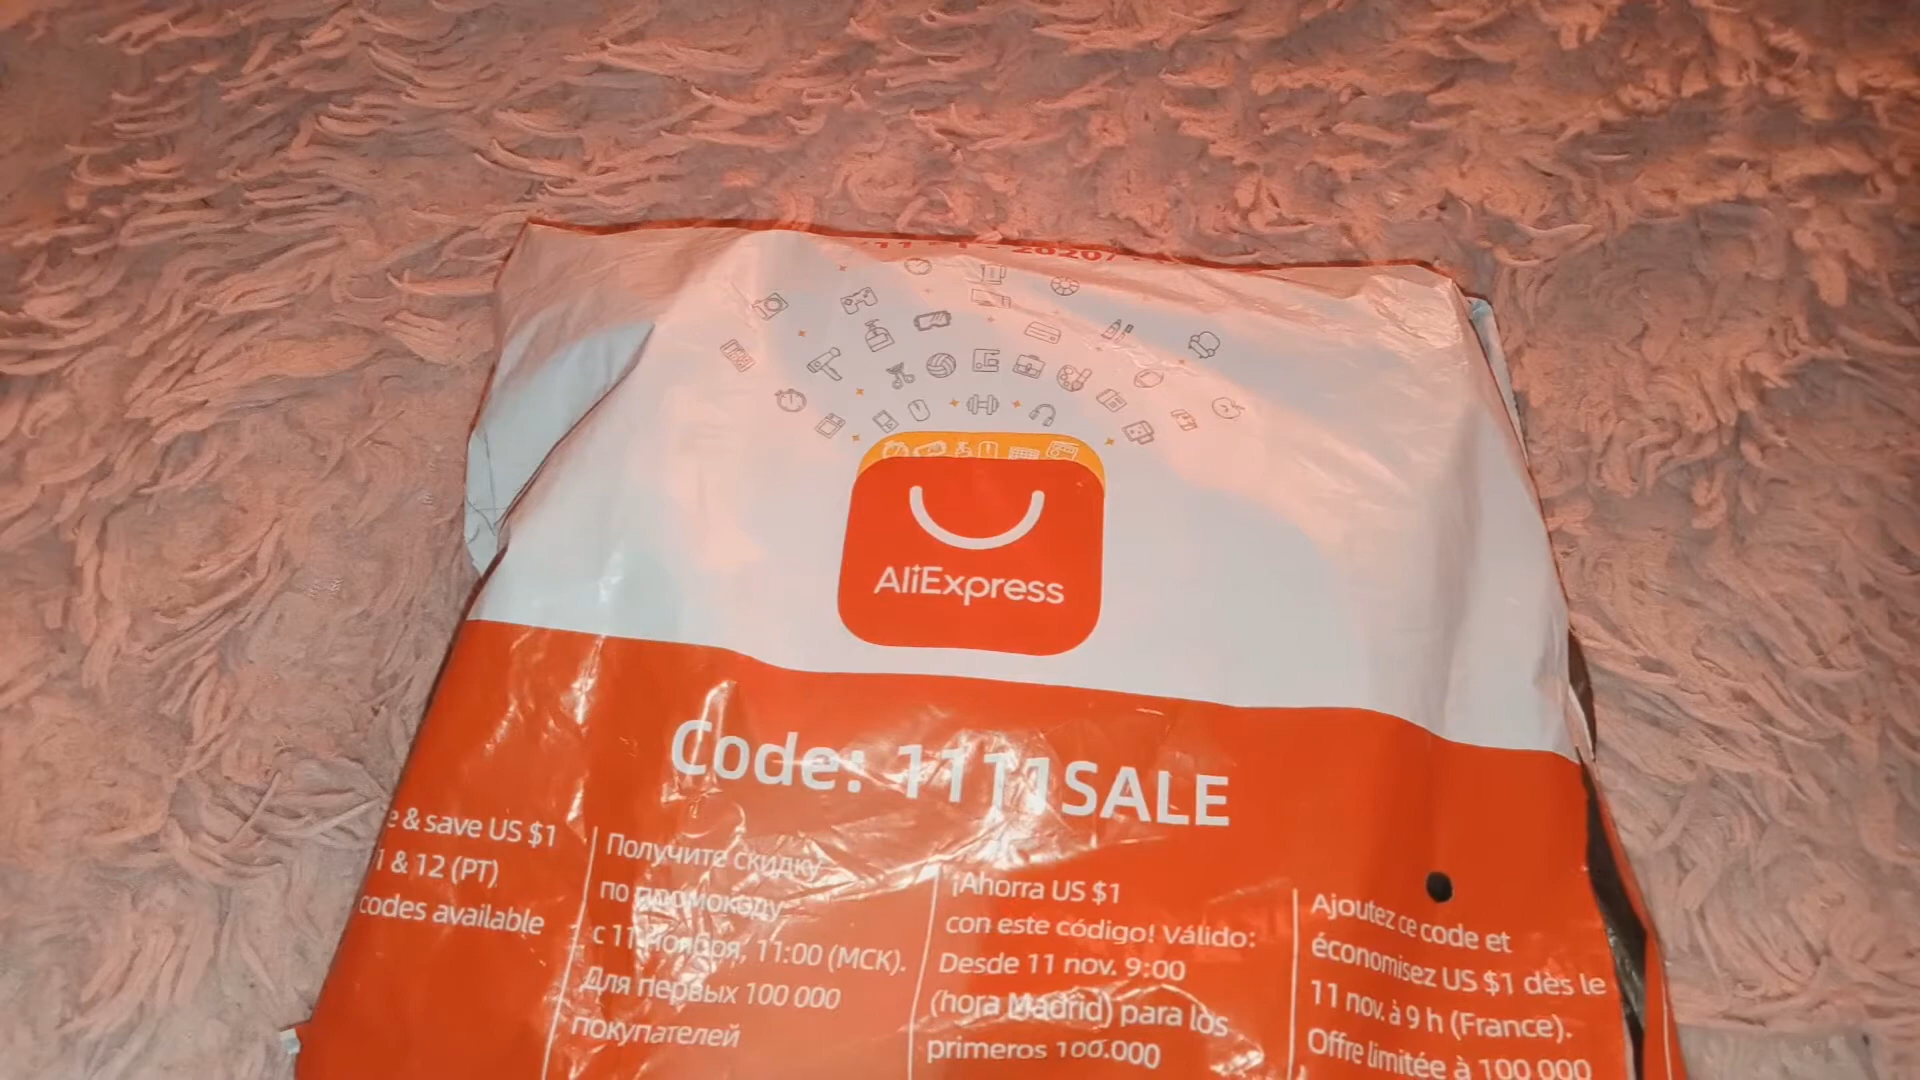 2020
AliExpress
Code: 1111SALE
e & save US $1
1 & 12 (PT)
codes available
Получите скидку
по промокоду
с 11 ноября, 11:00 (МСК).
Для первых 100 000
покупателей
¡Ahorra US $1
con este código! Válido:
Desde 11 nov. 9:00
(hora Madrid) para los
primeros 100.000
Ajoutez ce code et
économisez US $1 dès le
11 nov. à 9 h (France).
Offre limitée à 100 000